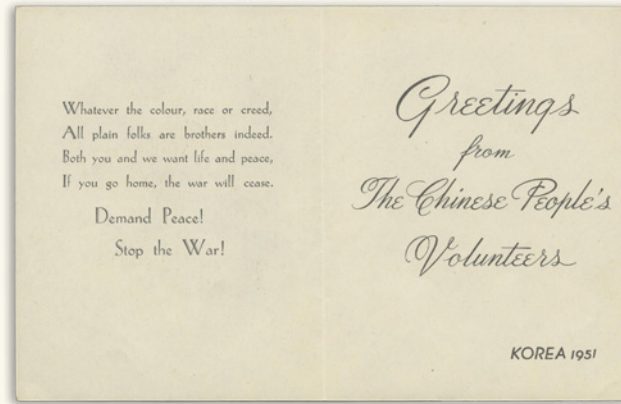 Whatever the colour, race or creed,
All plain folks are brothers indeed.
Both you and we want life and peace,
If you go home, the war will cease.
Demand Peace!
Stop the War!
Greetings
from
The Chinese People's
Volunteers
KOREA 1951